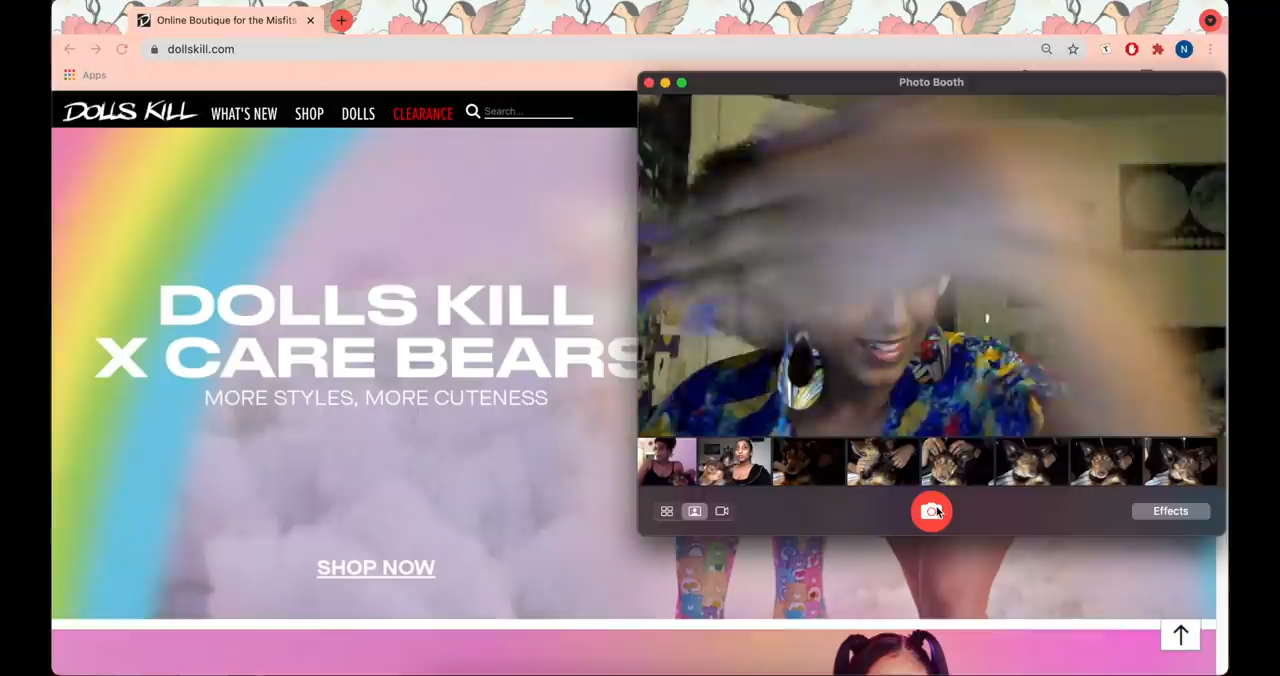 Online Boutique for the Misfits
dollskill.com
N
Apps
DOLLS KILL WHAT'S NEW SHOP DOLLS CLEARANCE Search...
Photo Booth
DOLLS KILL
X CARE BEARS
MORE STYLES, MORE CUTENESS
SHOP NOW
Effects